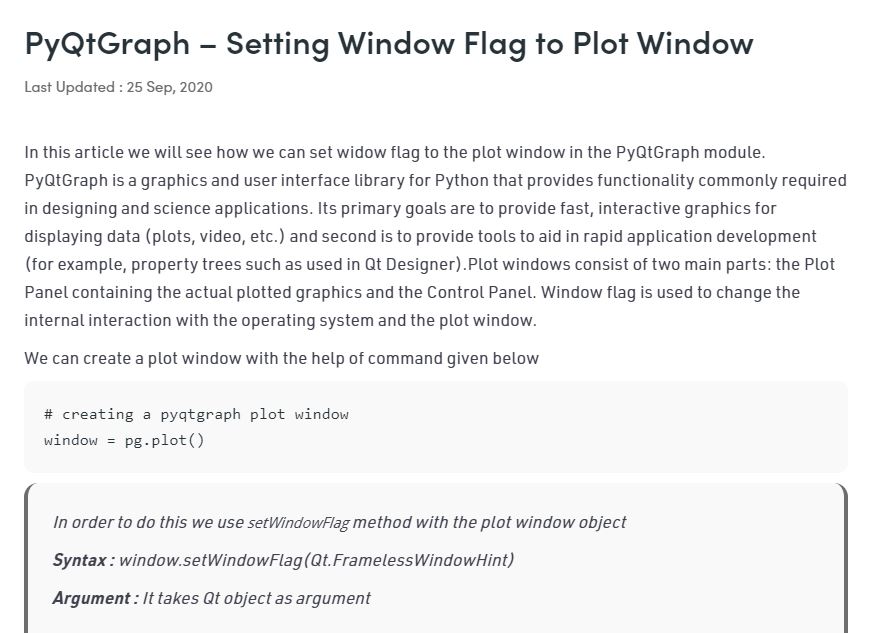 PyQtGraph – Setting Window Flag to Plot Window
Last Updated : 25 Sep, 2020
In this article we will see how we can set widow flag to the plot window in the PyQtGraph module.
PyQtGraph is a graphics and user interface library for Python that provides functionality commonly required
in designing and science applications. Its primary goals are to provide fast, interactive graphics for
displaying data (plots, video, etc.) and second is to provide tools to aid in rapid application development
(for example, property trees such as used in Qt Designer).Plot windows consist of two main parts: the Plot
Panel containing the actual plotted graphics and the Control Panel. Window flag is used to change the
internal interaction with the operating system and the plot window.
We can create a plot window with the help of command given below
# creating a pyqtgraph plot window
window = pg.plot()
In order to do this we use setWindowFlag method with the plot window object
Syntax : window.setWindowFlag(Qt.FramelessWindowHint)
Argument : It takes Qt object as argument